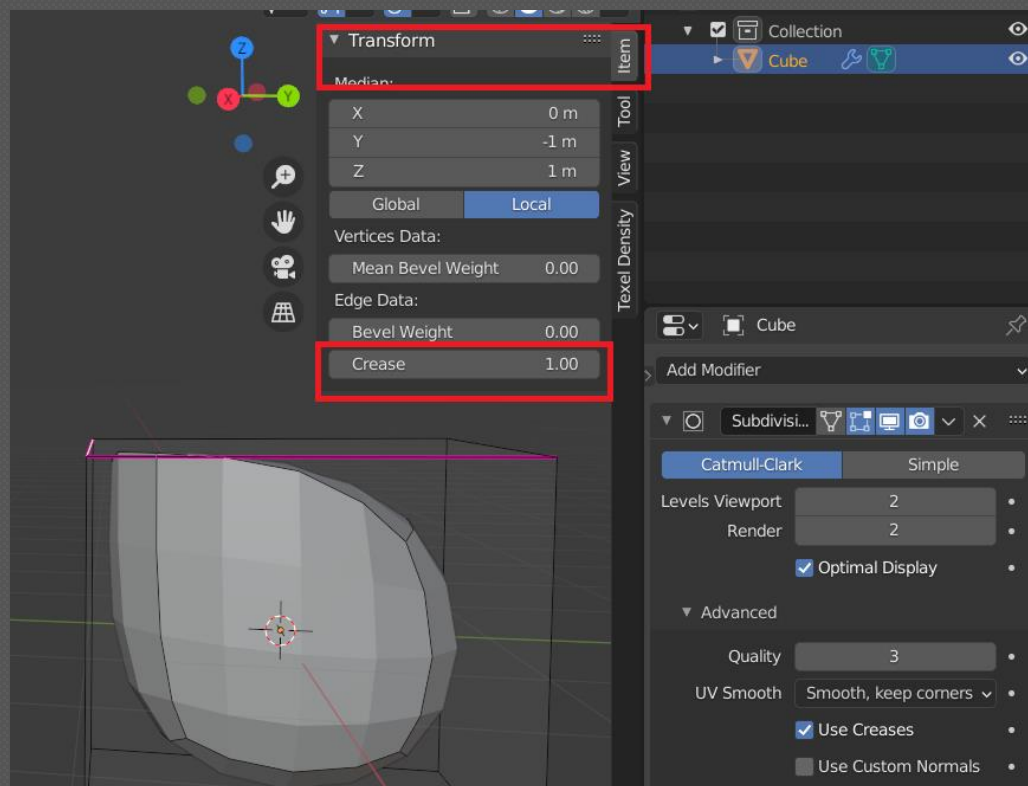 Collection
Cube
Transform
Item
Median:
X 0 m
Y -1 m
Z 1 m
Global Local
Vertices Data:
Mean Bevel Weight 0.00
Edge Data:
Bevel Weight 0.00
Crease 1.00
Tool
View
Texel Density
Z
X
Y
Cube
Add Modifier
Subdivisi...
Catmull-Clark Simple
Levels Viewport 2
Render 2
Optimal Display
Advanced
Quality 3
UV Smooth Smooth, keep corners
Use Creases
Use Custom Normals